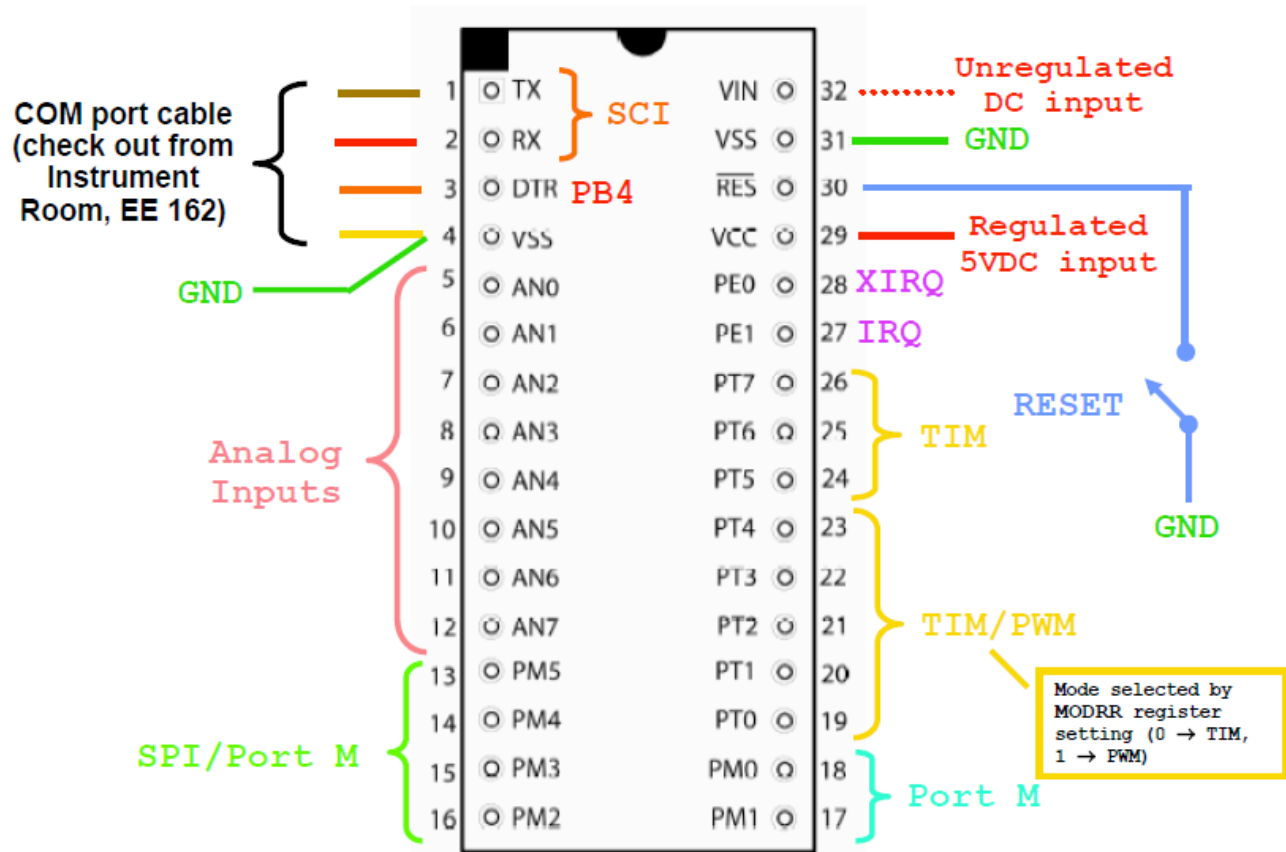 COM port cable
(check out from
Instrument
Room, EE 162)
GND
Analog
Inputs
SPI/Port M
1 TX
2 RX
SCI
3 DTR PB4
4 VSS
5 AN0
6 AN1
7 AN2
8 AN3
9 AN4
10 AN5
11 AN6
12 AN7
13 PM5
14 PM4
15 PM3
16 PM2
VIN 32
VSS 31
RES 30
VCC 29
PE0 28 XIRQ
PE1 27 IRQ
PT7 26
PT6 25
PT5 24
PT4 23
PT3 22
PT2 21
PT1 20
PT0 19
PM0 18
PM1 17
Unregulated
DC input
GND
Regulated
5VDC input
RESET
GND
TIM
TIM/PWM
Mode selected by
MODRR register
setting (0 → TIM,
1 → PWM)
Port M